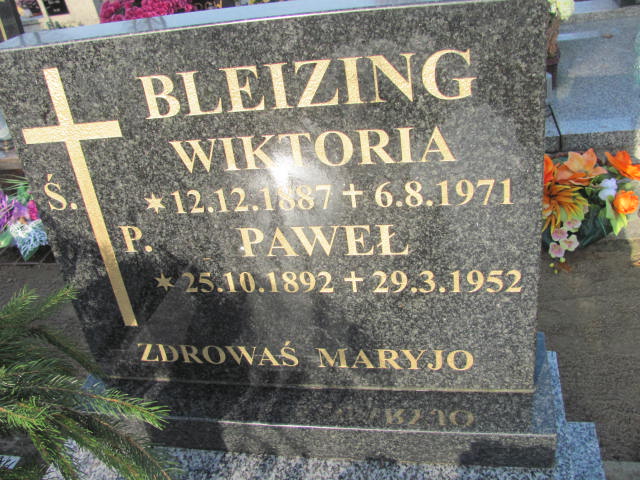 BLEIZING
WIKTORIA
Ś. ✶ 12.12.1887 + 6.8.1971
P. PAWEŁ
✶ 25.10.1892 + 29.3.1952
ZDROWAŚ MARYJO